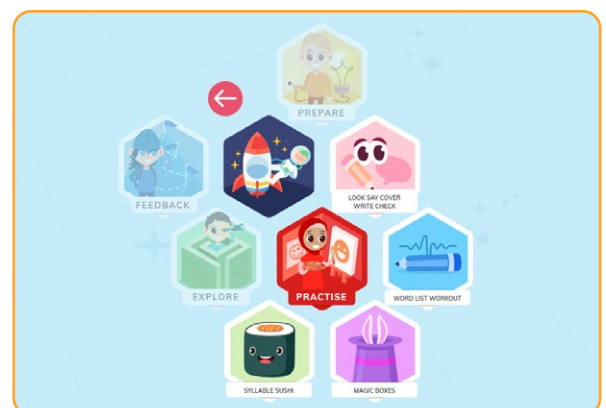 PREPARE
FEEDBACK
LOOK SAY COVER
WRITE CHECK
EXPLORE
PRACTISE
WORD LIST WORKOUT
SYLLABLE SUSHI
MAGIC BOXES